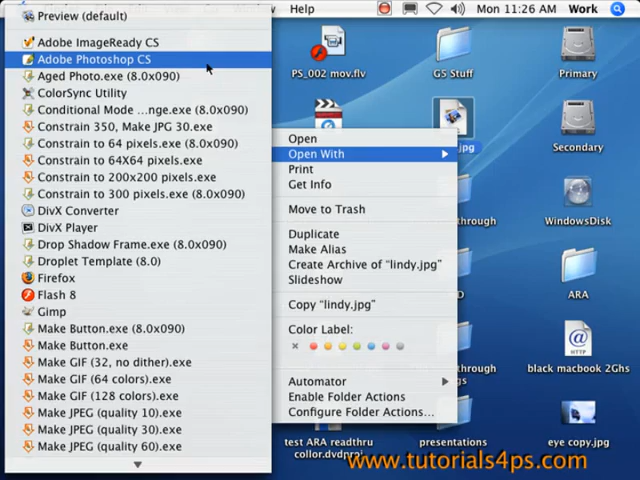 Help
Mon 11:26 AM
Work
Preview (default)
Adobe ImageReady CS
Adobe Photoshop CS
Aged Photo.exe (8.0x090)
ColorSync Utility
Conditional Mode ...nge.exe (8.0x090)
Constrain 350, Make JPG 30.exe
Constrain to 64 pixels.exe (8.0x090)
Constrain to 64X64 pixels.exe
Constrain to 200x200 pixels.exe
Constrain to 300 pixels.exe (8.0x090)
DivX Converter
DivX Player
Drop Shadow Frame.exe (8.0x090)
Droplet Template (8.0)
Firefox
Flash 8
Gimp
Make Button.exe (8.0x090)
Make Button.exe
Make GIF (32, no dither).exe
Make GIF (64 colors).exe
Make GIF (128 colors).exe
Make JPEG (quality 10).exe
Make JPEG (quality 30).exe
Make JPEG (quality 60).exe
Open
Open With
Print
Get Info
Move to Trash
Duplicate
Make Alias
Create Archive of “lindy.jpg”
Slideshow
Copy “lindy.jpg”
Color Label:
Automator
Enable Folder Actions
Configure Folder Actions...
PS_002 mov.flv
G5 Stuff
Primary
.jpg
Secondary
through
WindowsDisk
ARA
HTTP
through
black macbook 2Ghs
test ARA readthru
collor.dvdproj
presentations
eye copy.jpg
www.tutorials4ps.com